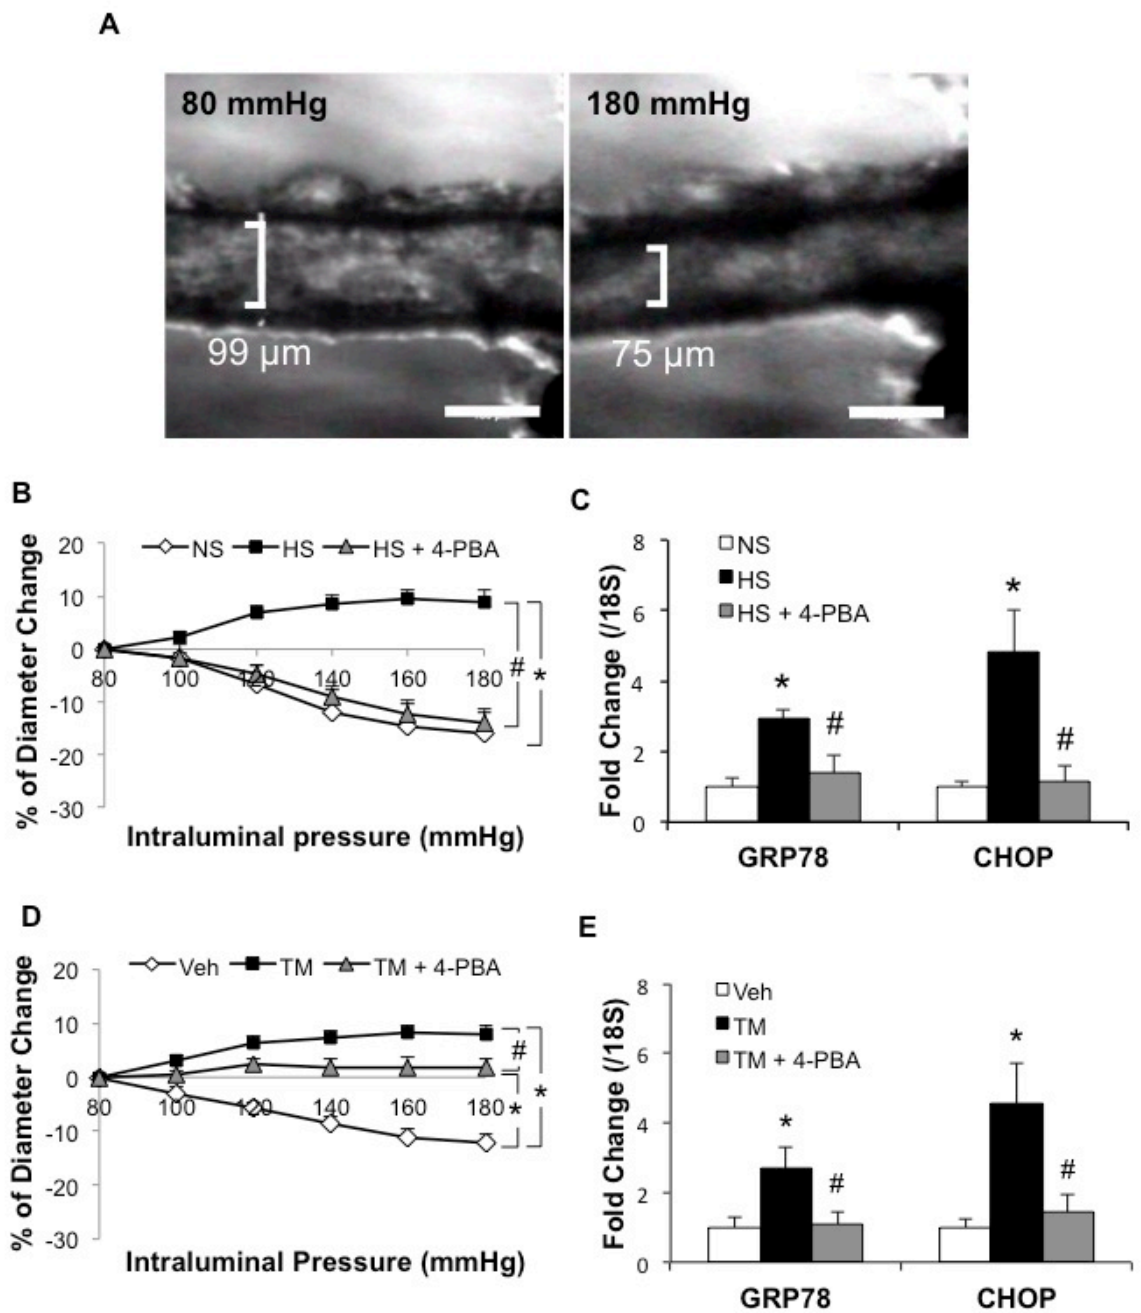 A
80 mmHg
180 mmHg
99 µm
75 µm
B
% of Diameter Change
20
10
0
-10
-20
-30
NS HS HS + 4-PBA
80 100 120 140 160 180
# *
Intraluminal pressure (mmHg)
C
Fold Change (/18S)
8
6
4
2
0
NS
HS
HS + 4-PBA
* # * #
GRP78 CHOP
D
% of Diameter Change
20
10
0
-10
-20
-30
Veh TM TM + 4-PBA
80 100 120 140 160 180
#
* *
Intraluminal Pressure (mmHg)
E
Fold Change (/18S)
8
6
4
2
0
Veh
TM
TM + 4-PBA
* # * #
GRP78 CHOP